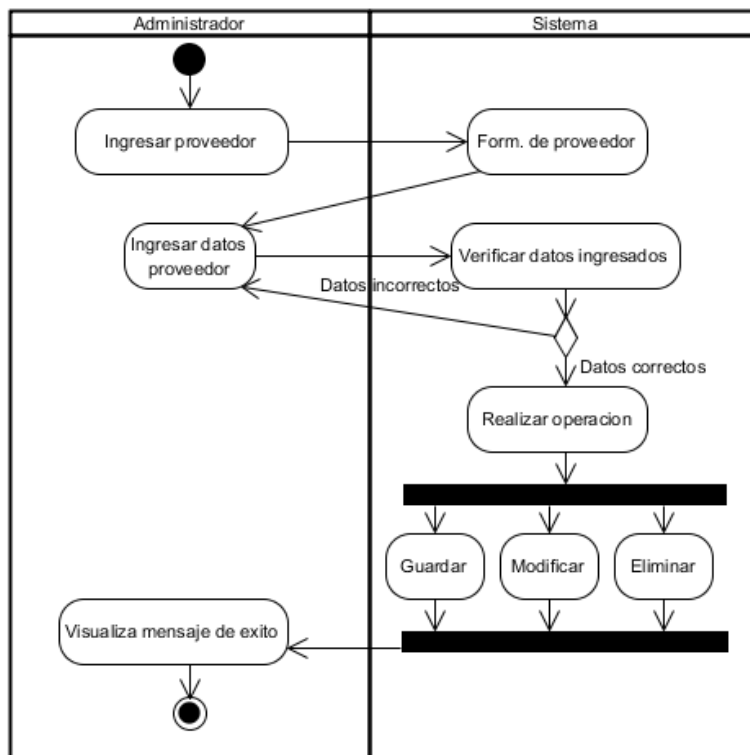 Administrador
Sistema
Ingresar proveedor
Form. de proveedor
Ingresar datos
proveedor
Verificar datos ingresados
Datos incorrectos
Datos correctos
Realizar operacion
Guardar
Modificar
Eliminar
Visualiza mensaje de exito